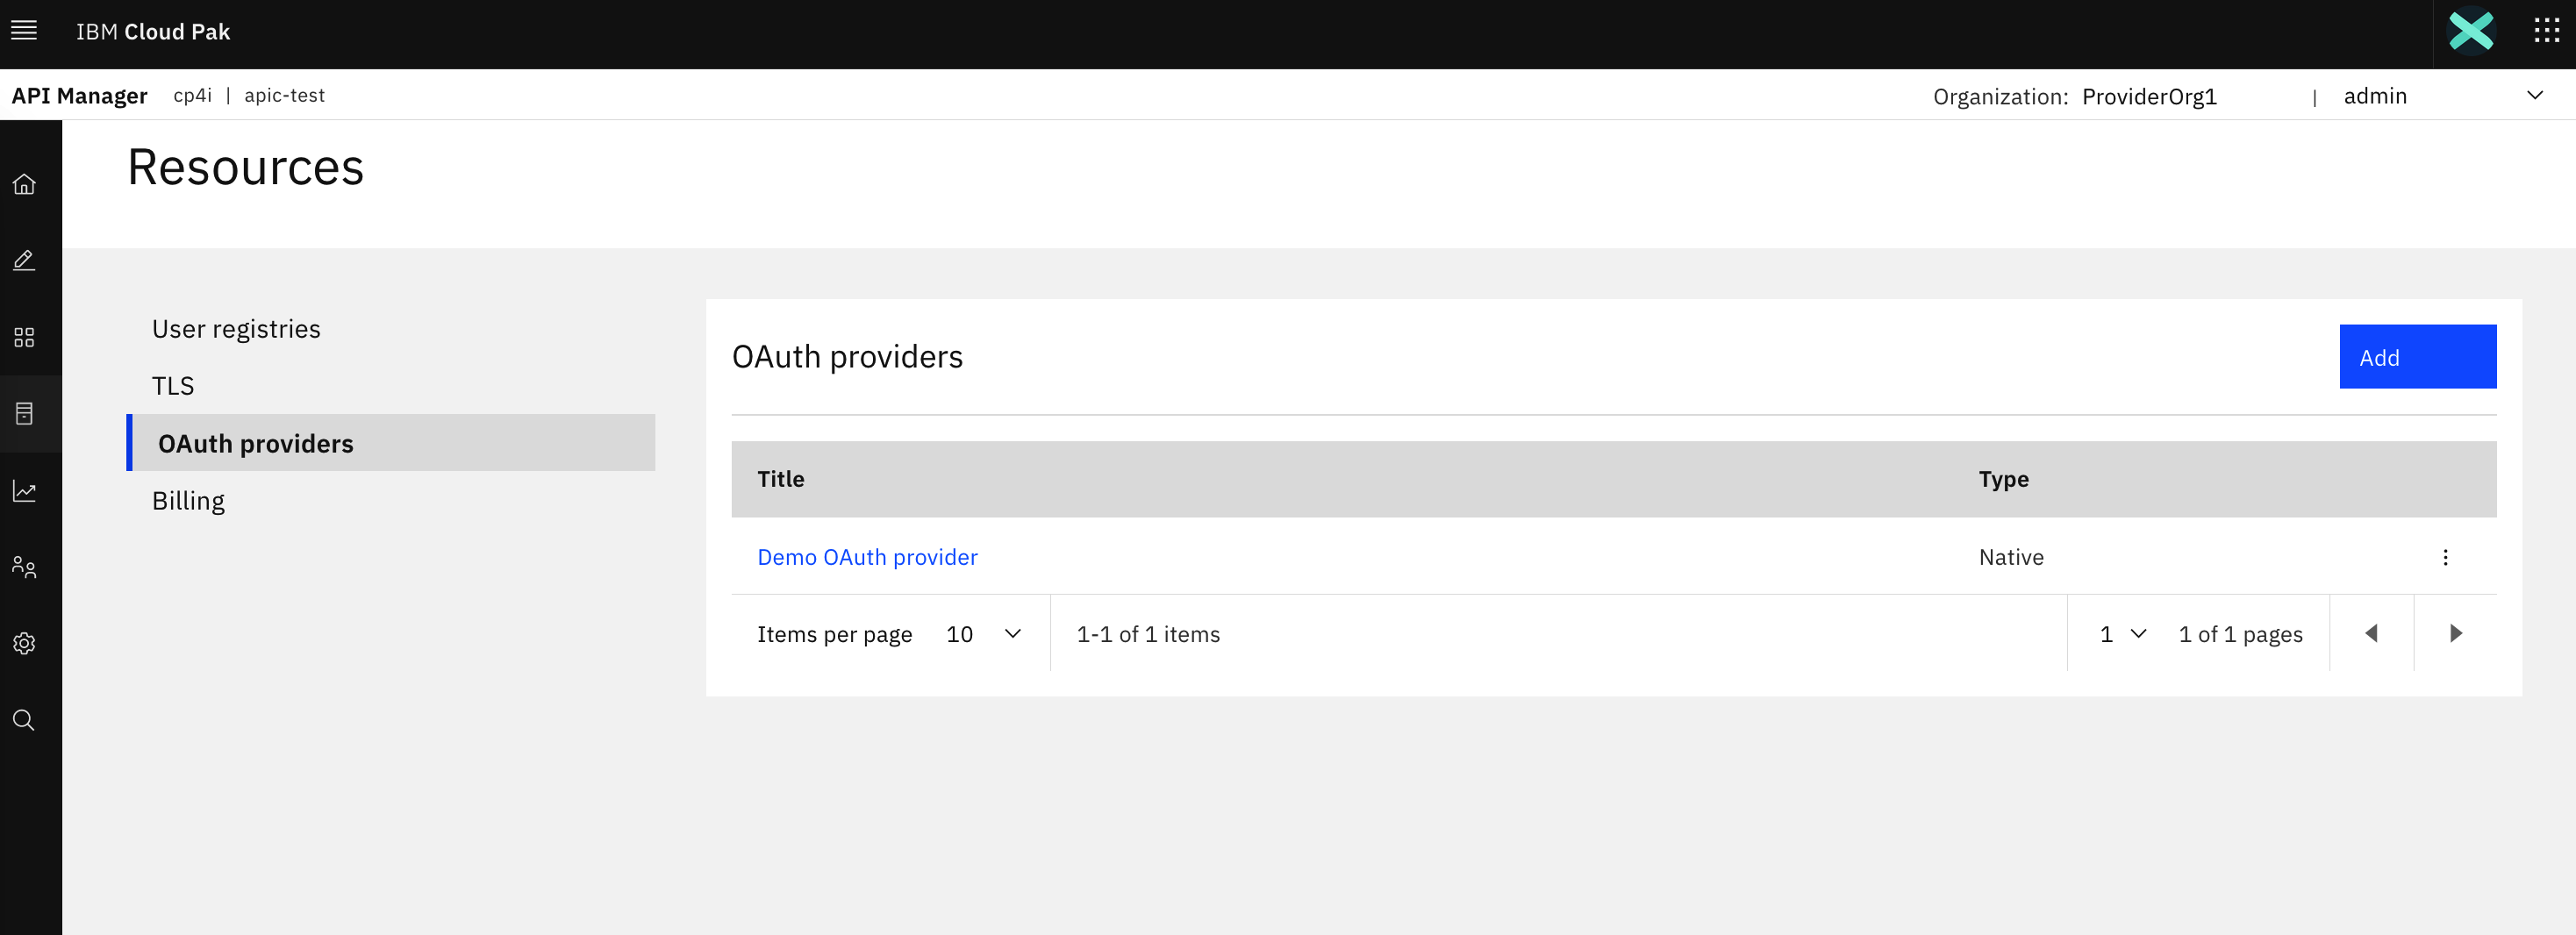 IBM Cloud Pak
API Manager cp4i | apic-test Organization: ProviderOrg1 | admin
Resources
User registries
TLS
OAuth providers
Billing
OAuth providers Add
Title Type
Demo OAuth provider Native
Items per page 10 1-1 of 1 items 1 1 of 1 pages